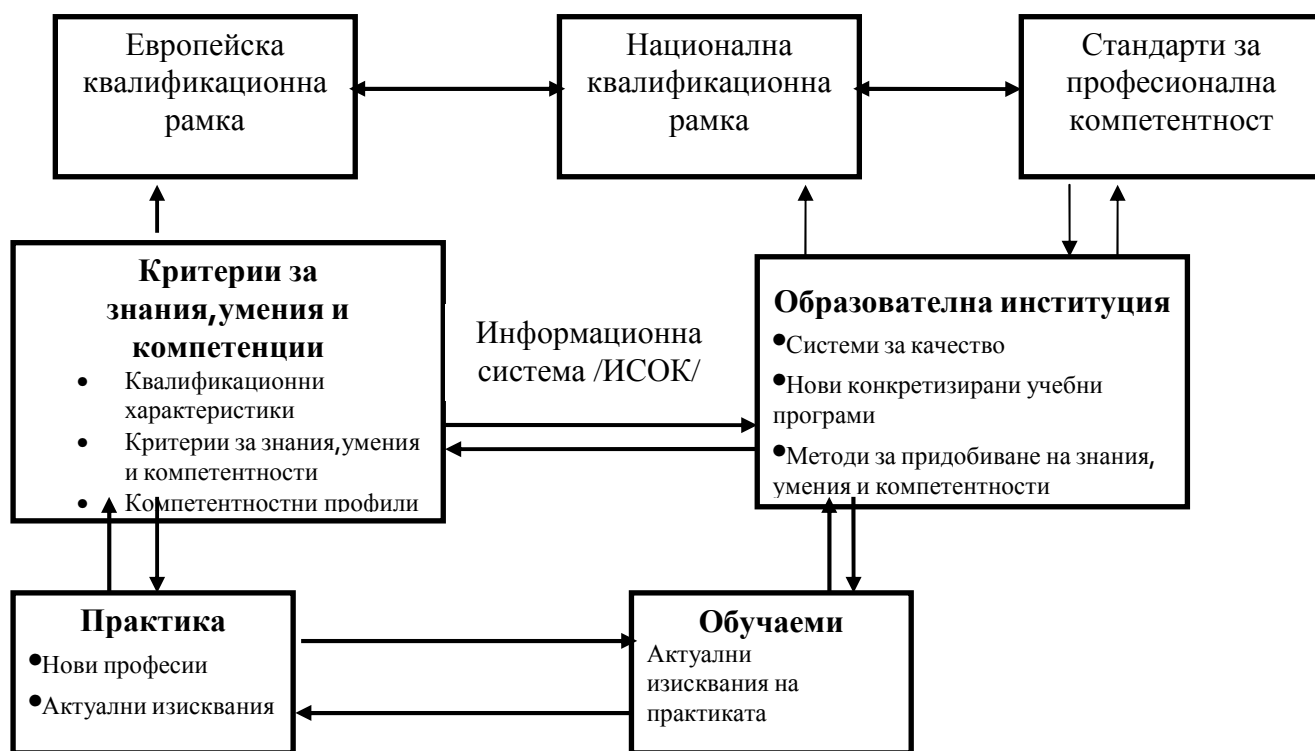 Европейска
квалификационна
рамка
Национална
квалификационна
рамка
Стандарти за
професионална
компетентност
Критерии за
знания,умения и
компетенции
• Квалификационни
характеристики
• Критерии за знания,умения
и компетентности
• Компетентностни профили
Информационна
система /ИСОК/
Образователна институция
•Системи за качество
•Нови конкретизирани учебни
програми
•Методи за придобиване на знания,
умения и компетентности
Практика
•Нови професии
•Актуални изисквания
Обучаеми
Актуални
изисквания на
практиката